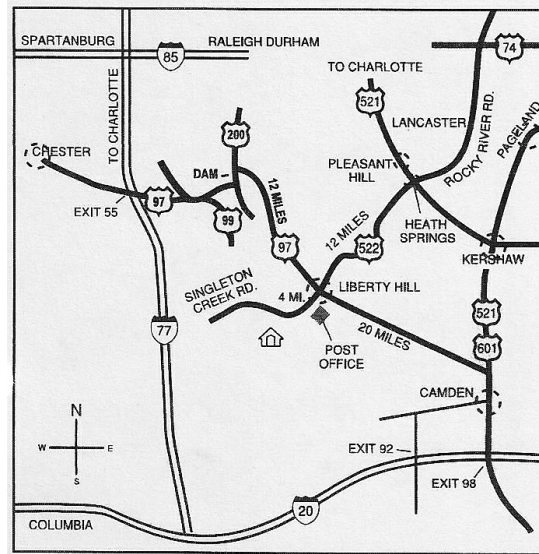 SPARTANBURG
RALEIGH DURHAM
85
74
TO CHARLOTTE
TO CHARLOTTE
521
LANCASTER
ROCKY RIVER RD.
PAGELAND
200
CHESTER
DAM
PLEASANT
HILL
97
EXIT 55
99
12 MILES
97
12 MILES
522
HEATH
SPRINGS
KERSHAW
SINGLETON
CREEK RD.
4 MI.
LIBERTY HILL
521
77
POST
OFFICE
20 MILES
601
CAMDEN
N
W E
S
EXIT 92
EXIT 98
20
COLUMBIA